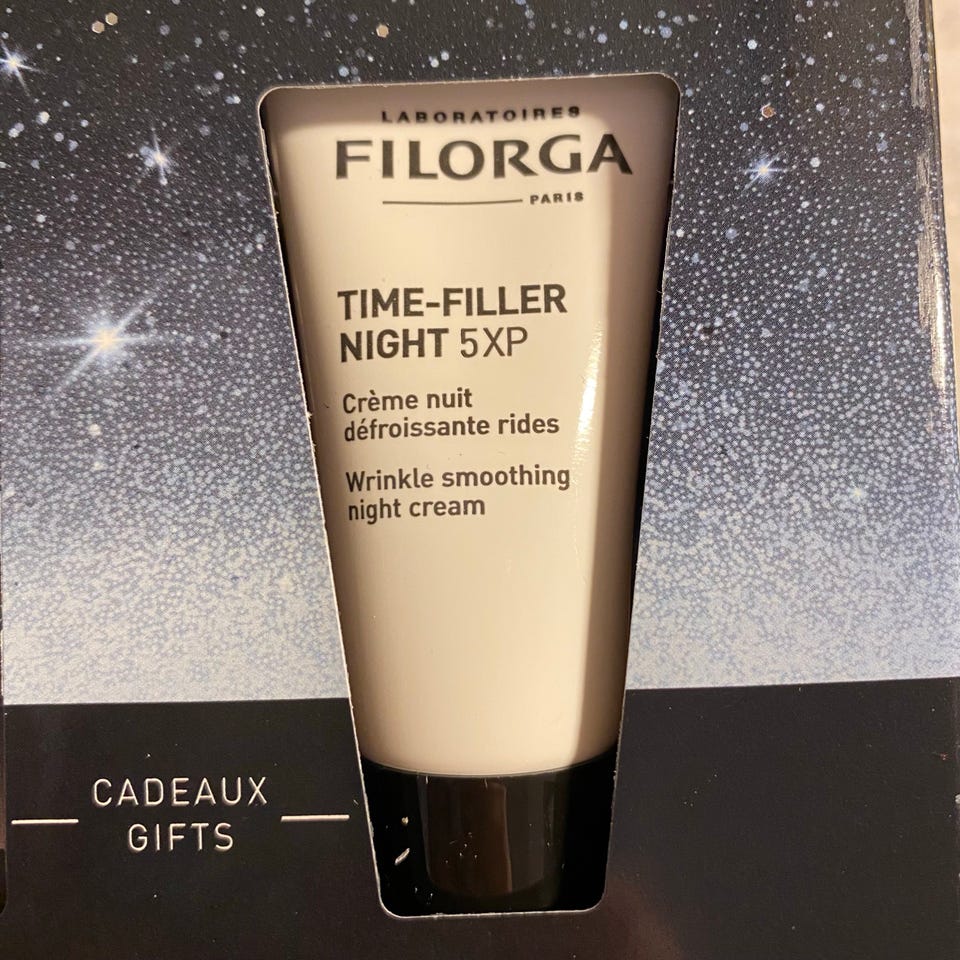 LABORATOIRES
FILORGA
PARIS
TIME-FILLER
NIGHT 5XP
Crème nuit
défroissante rides
Wrinkle smoothing
night cream
CADEAUX
GIFTS